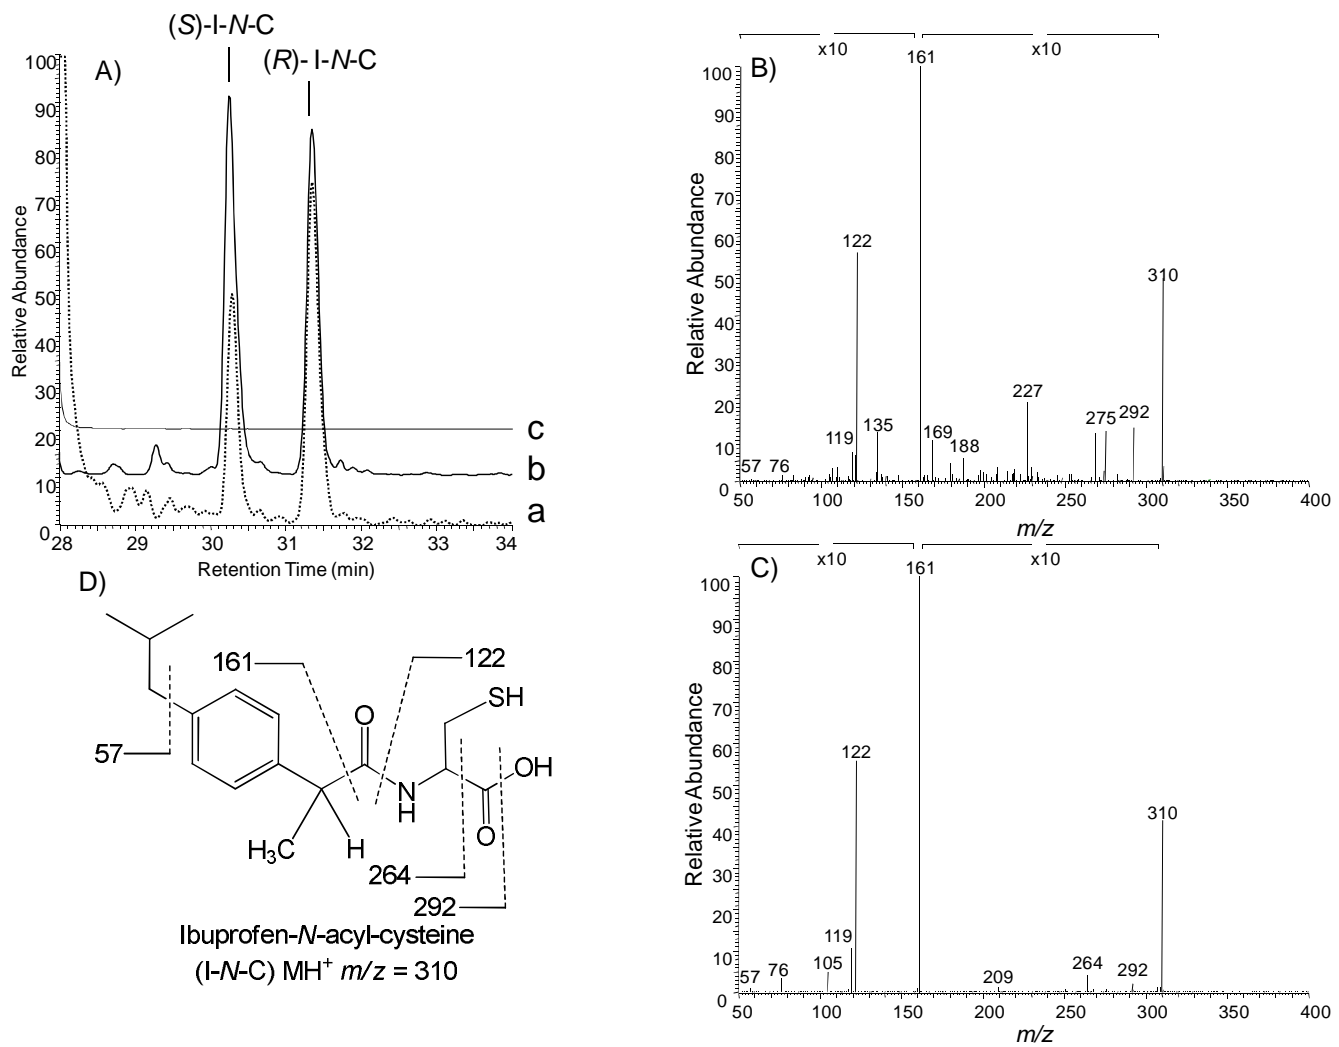 (S)-I-N-C
(R)- I-N-C
A)
100
90
80
70
60
50
40
30
20
10
0
Relative Abundance
c
b
a
28
29
30
31
32
33
34
Retention Time (min)
B)
x10
x10
161
100
90
80
70
60
50
40
30
20
10
0
Relative Abundance
122
310
227
119
135
169
188
275
292
57
76
50
100
150
200
250
300
350
400
m/z
C)
x10
x10
161
100
90
80
70
60
50
40
30
20
10
0
Relative Abundance
122
310
119
57
76
105
209
264
292
50
100
150
200
250
300
350
400
m/z
D)
161
122
SH
O
57
OH
N
H
O
H3C
H
264
292
Ibuprofen-N-acyl-cysteine
(I-N-C) MH⁺ m/z = 310